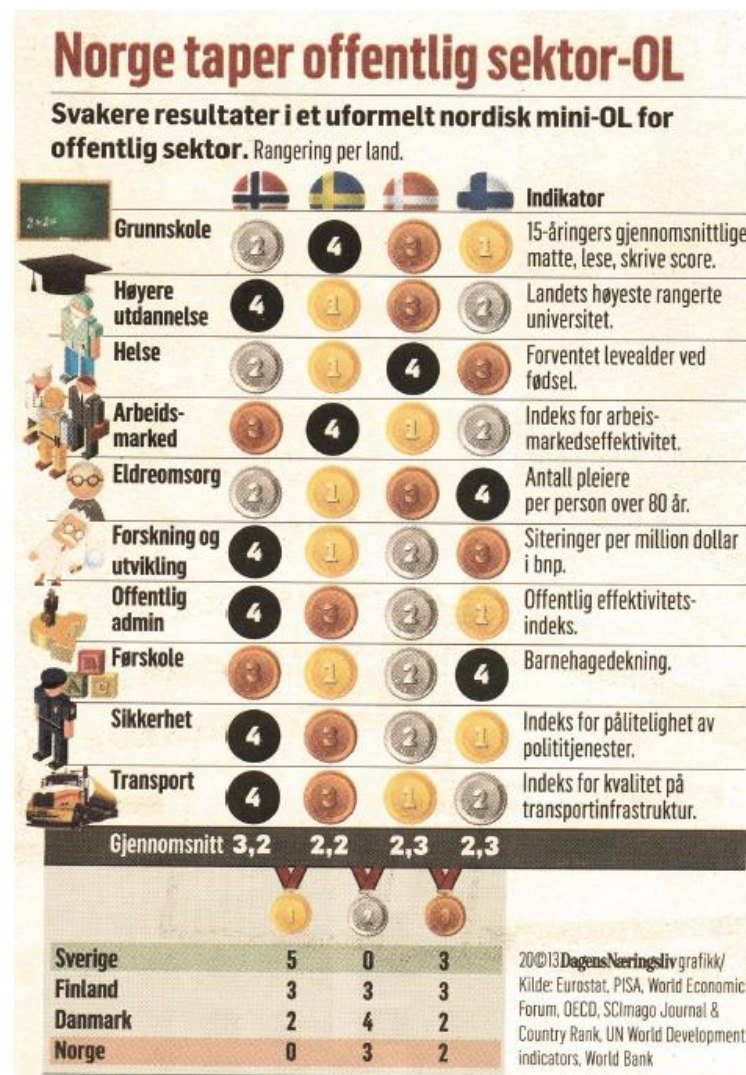 Norge taper offentlig sektor-OL
Svakere resultater i et uformelt nordisk mini-OL for
offentlig sektor. Rangering per land.
Indikator
Grunnskole 2 4 3 1 15-åringers gjennomsnittlige
matte, lese, skrive score.
Høyere
utdannelse 4 1 3 2 Landets høyeste rangerte
universitet.
Helse 2 1 4 3 Forventet levealder ved
fødsel.
Arbeids-
marked 3 4 1 2 Indeks for arbeis-
markedseffektivitet.
Eldreomsorg 2 1 3 4 Antall pleiere
per person over 80 år.
Forskning og
utvikling 4 1 2 3 Siteringer per million dollar
i bnp.
Offentlig
admin 4 3 2 1 Offentlig effektivitets-
indeks.
Førskole 3 1 2 4 Barnehagedekning.
Sikkerhet 4 3 2 1 Indeks for pålitelighet av
polititjenester.
Transport 4 3 1 2 Indeks for kvalitet på
transportinfrastruktur.
Gjennomsnitt 3,2 2,2 2,3 2,3
1 2 3
Sverige 5 0 3
Finland 3 3 3
Danmark 2 4 2
Norge 0 3 2
20©13 DagensNæringsliv grafikk/
Kilde: Eurostat, PISA, World Economic
Forum, OECD, SCImago Journal &
Country Rank, UN World Development
indicators, World Bank